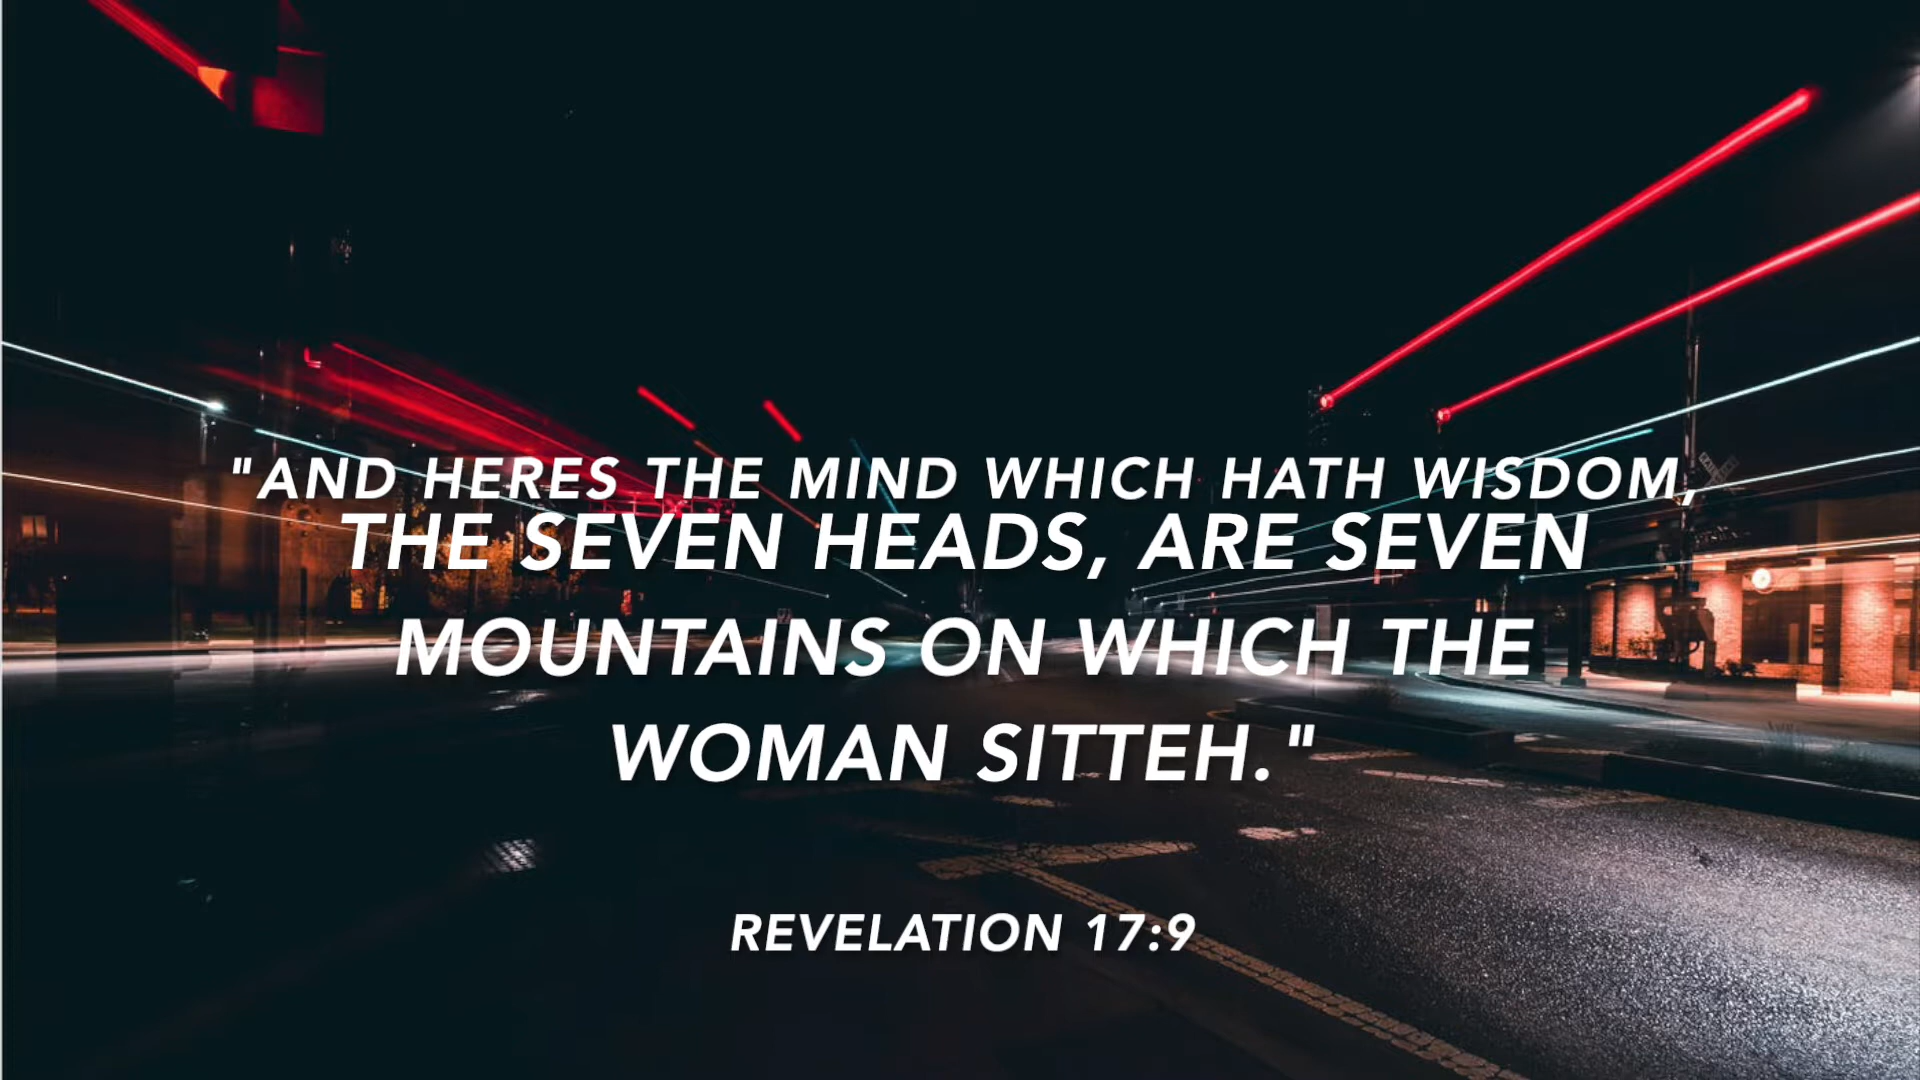 "AND HERES THE MIND WHICH HATH WISDOM,
THE SEVEN HEADS, ARE SEVEN
MOUNTAINS ON WHICH THE
WOMAN SITTEH."
REVELATION 17:9